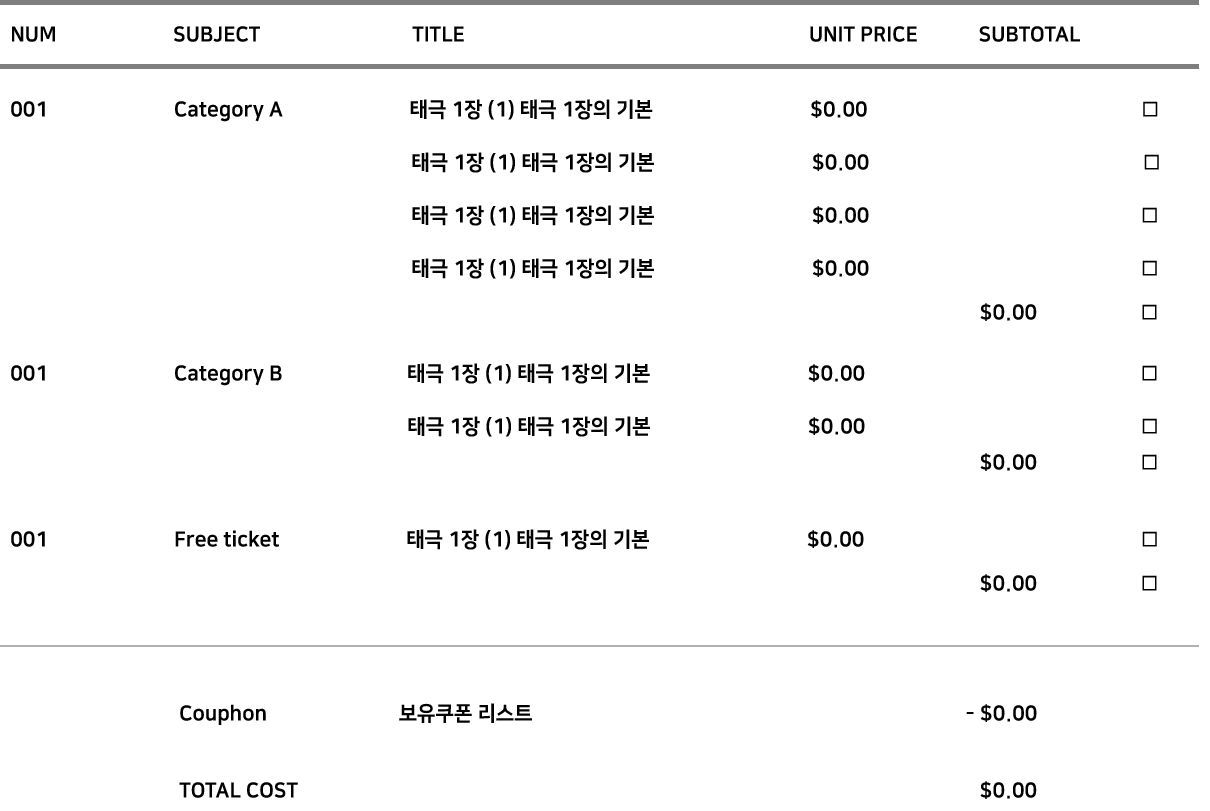 NUM SUBJECT TITLE UNIT PRICE SUBTOTAL
001 Category A 태극 1장 (1) 태극 1장의 기본 $0.00
태극 1장 (1) 태극 1장의 기본 $0.00
태극 1장 (1) 태극 1장의 기본 $0.00
태극 1장 (1) 태극 1장의 기본 $0.00
$0.00
001 Category B 태극 1장 (1) 태극 1장의 기본 $0.00
태극 1장 (1) 태극 1장의 기본 $0.00
$0.00
001 Free ticket 태극 1장 (1) 태극 1장의 기본 $0.00
$0.00
Couphon 보유쿠폰 리스트 - $0.00
TOTAL COST $0.00